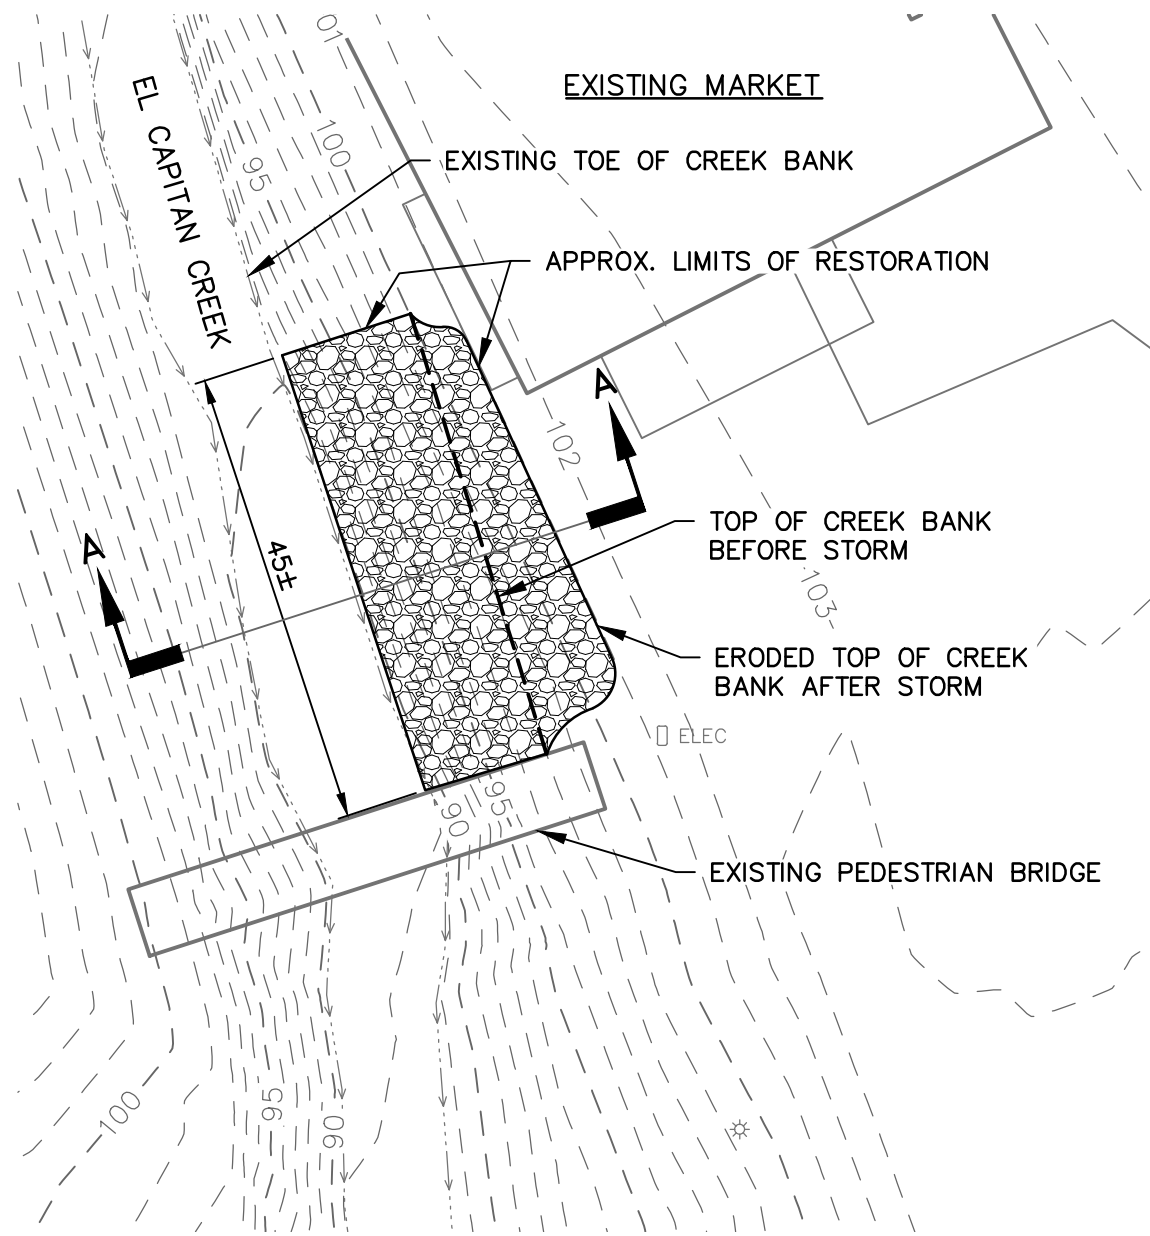 01
EXISTING MARKET
EL CAPITAN CREEK
100
95
EXISTING TOE OF CREEK BANK
APPROX. LIMITS OF RESTORATION
A
102
TOP OF CREEK BANK
BEFORE STORM
A
45±
103
ERODED TOP OF CREEK
BANK AFTER STORM
ELEC
95
90
EXISTING PEDESTRIAN BRIDGE
100
95
90